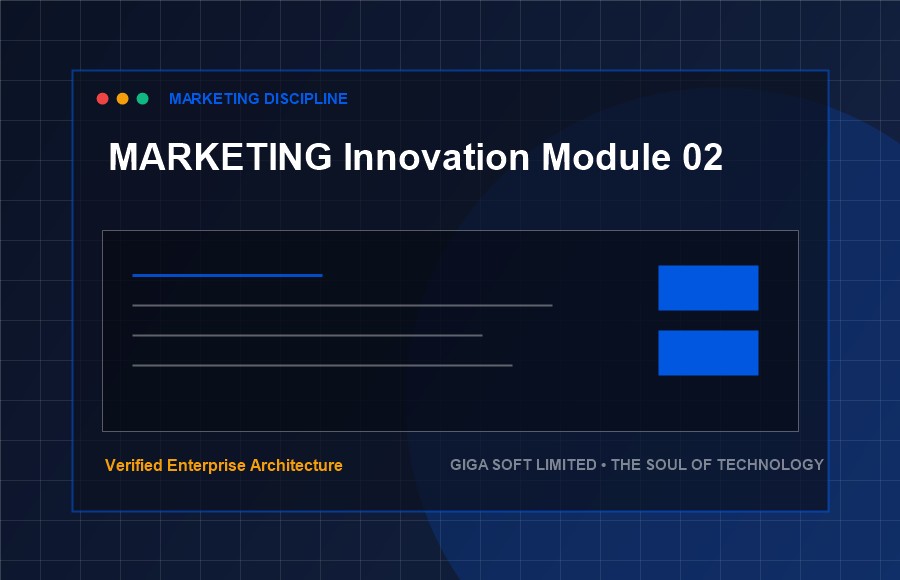 MARKETING DISCIPLINE
MARKETING Innovation Module 02
Verified Enterprise Architecture
GIGA SOFT LIMITED • THE SOUL OF TECHNOLOGY